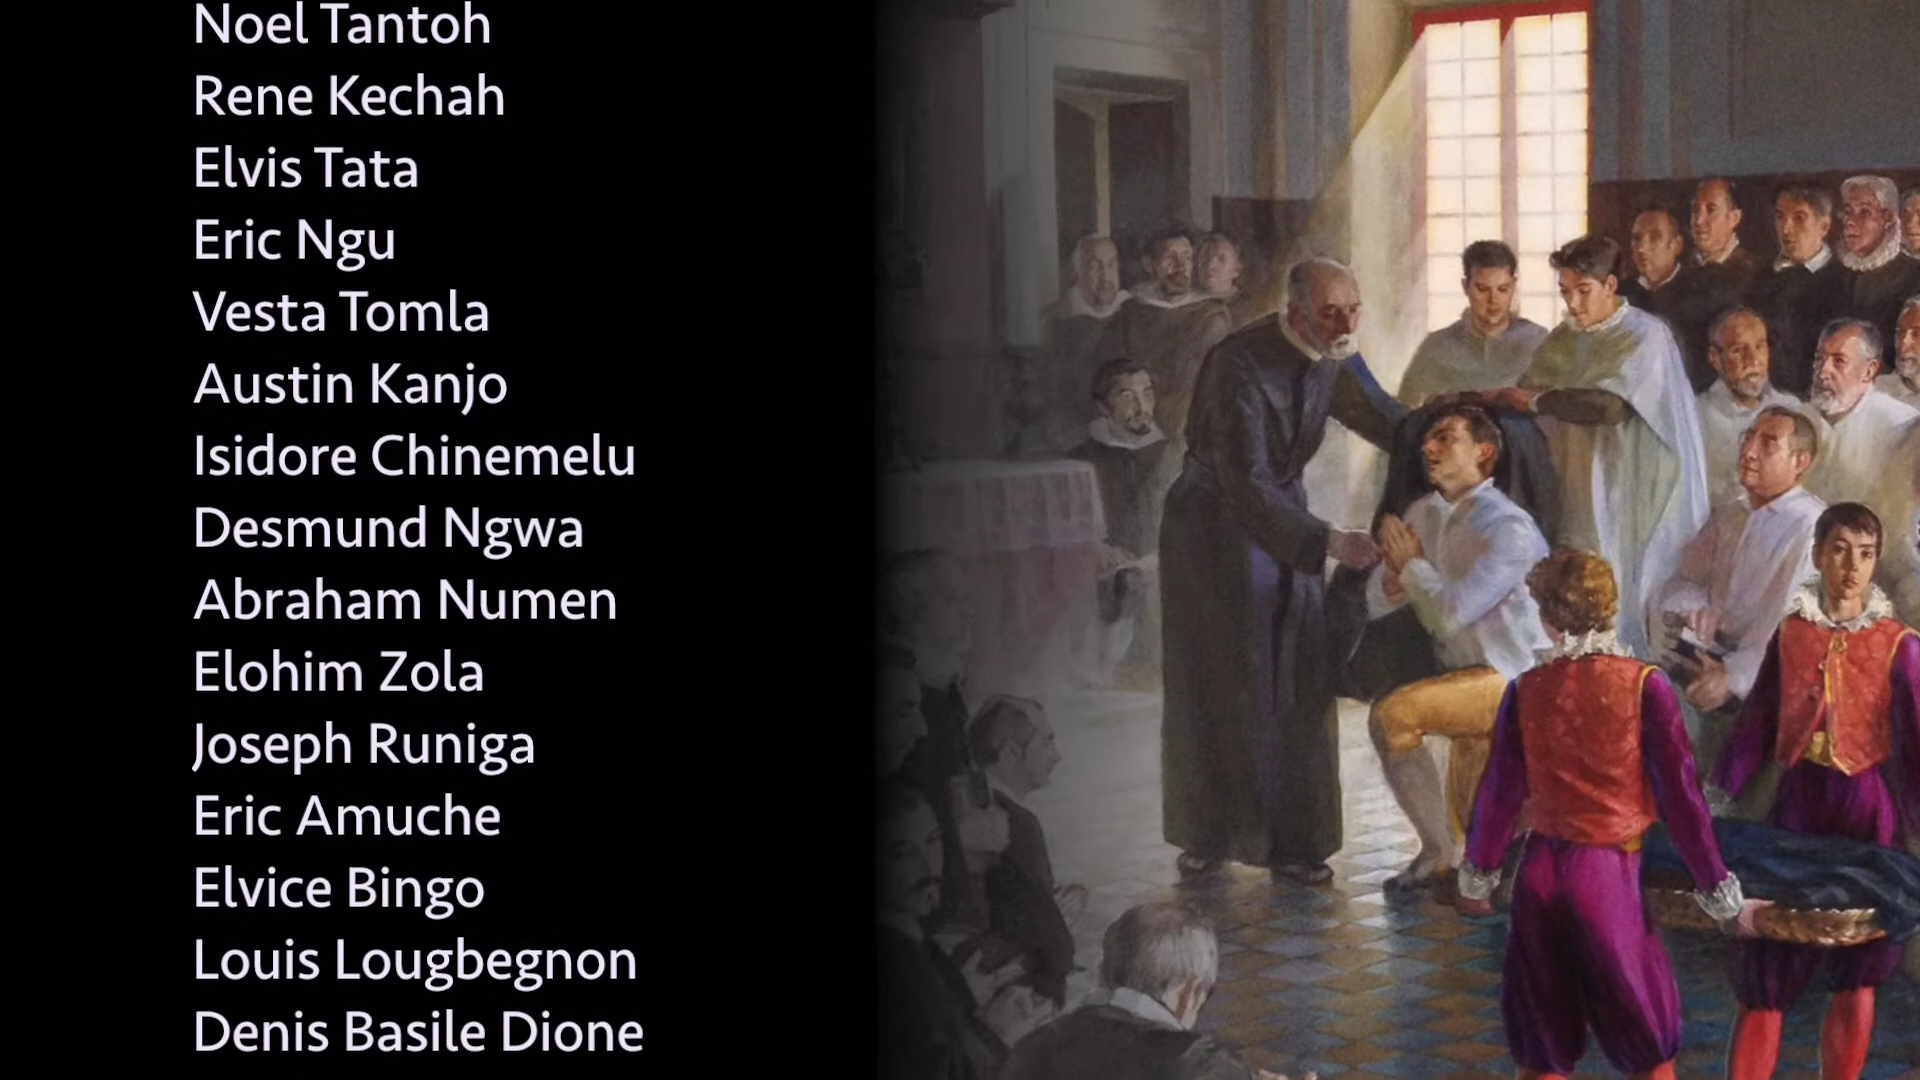 Noel Tantoh
Rene Kechah
Elvis Tata
Eric Ngu
Vesta Tomla
Austin Kanjo
Isidore Chinemelu
Desmund Ngwa
Abraham Numen
Elohim Zola
Joseph Runiga
Eric Amuche
Elvice Bingo
Louis Lougbegnon
Denis Basile Dione